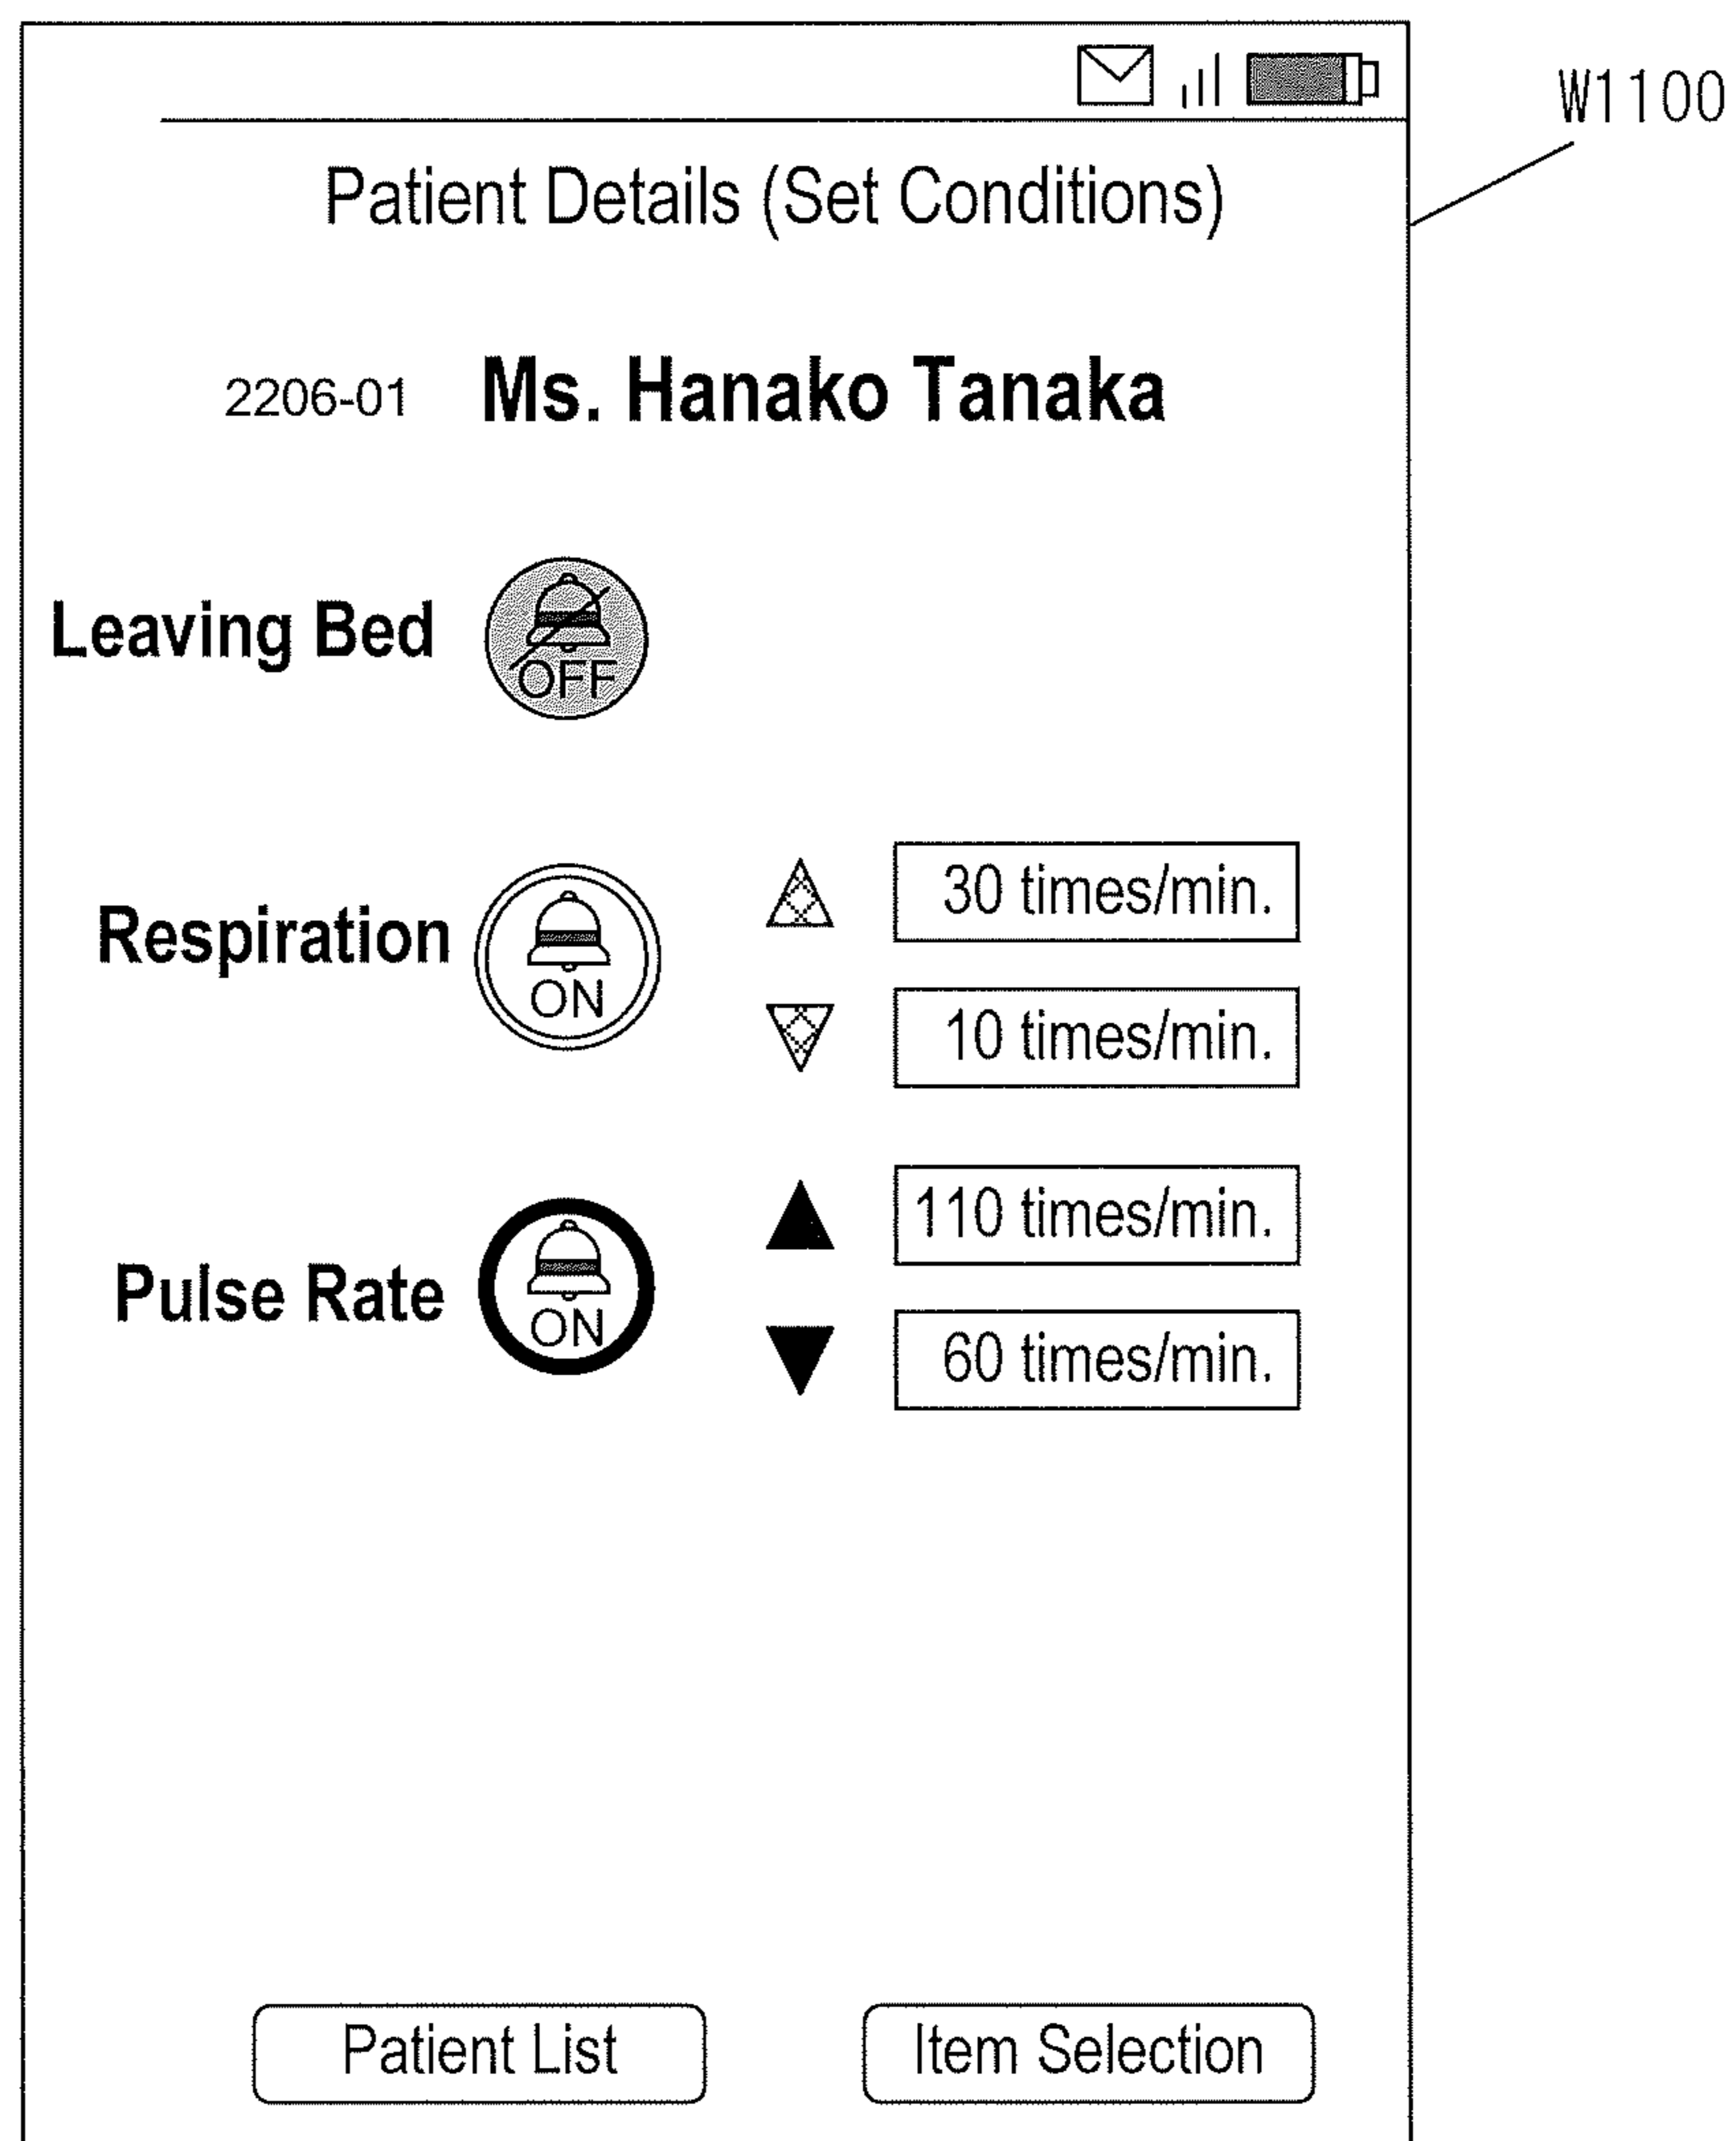 W1100
Patient Details (Set Conditions)
2206-01 Ms. Hanako Tanaka
Leaving Bed OFF
Respiration ON
30 times/min.
10 times/min.
Pulse Rate ON
110 times/min.
60 times/min.
Patient List Item Selection